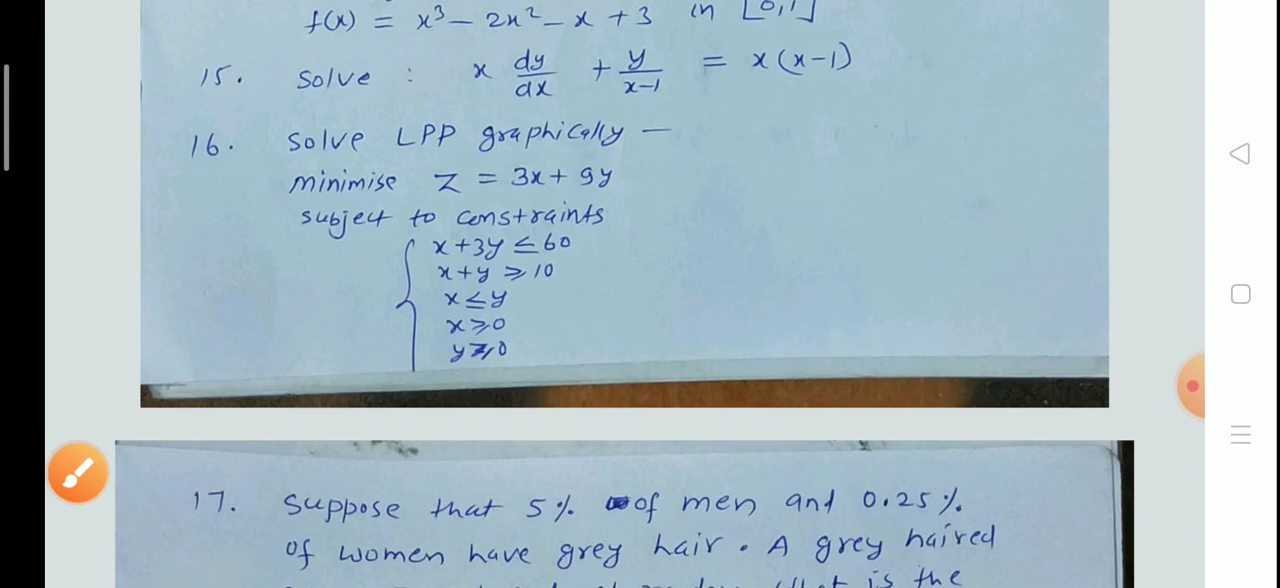 f(x) = x³ – 2x² – x + 3 in [0,1]
15. Solve : x dy/dx + y/x-1 = x(x-1)
16. Solve LPP graphically —
minimise Z = 3x + 9y
subject to constraints
x+3y ≤ 60
x+y ≥ 10
x ≤ y
x ≥ 0
y ≥ 0
17. Suppose that 5% of men and 0.25%
of women have grey hair. A grey haired
is the